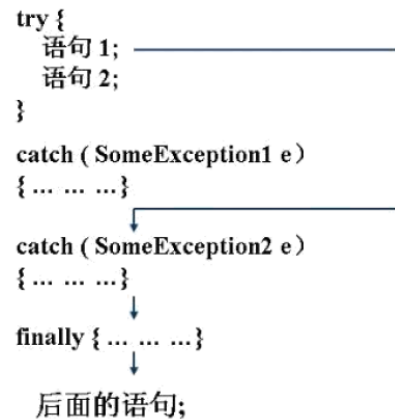 try {
语句 1;
语句 2;
}
catch ( SomeException1 e )
{ ... ... ...}
catch ( SomeException2 e )
{ ... ... ...}
finally { ... ... ...}
后面的语句;